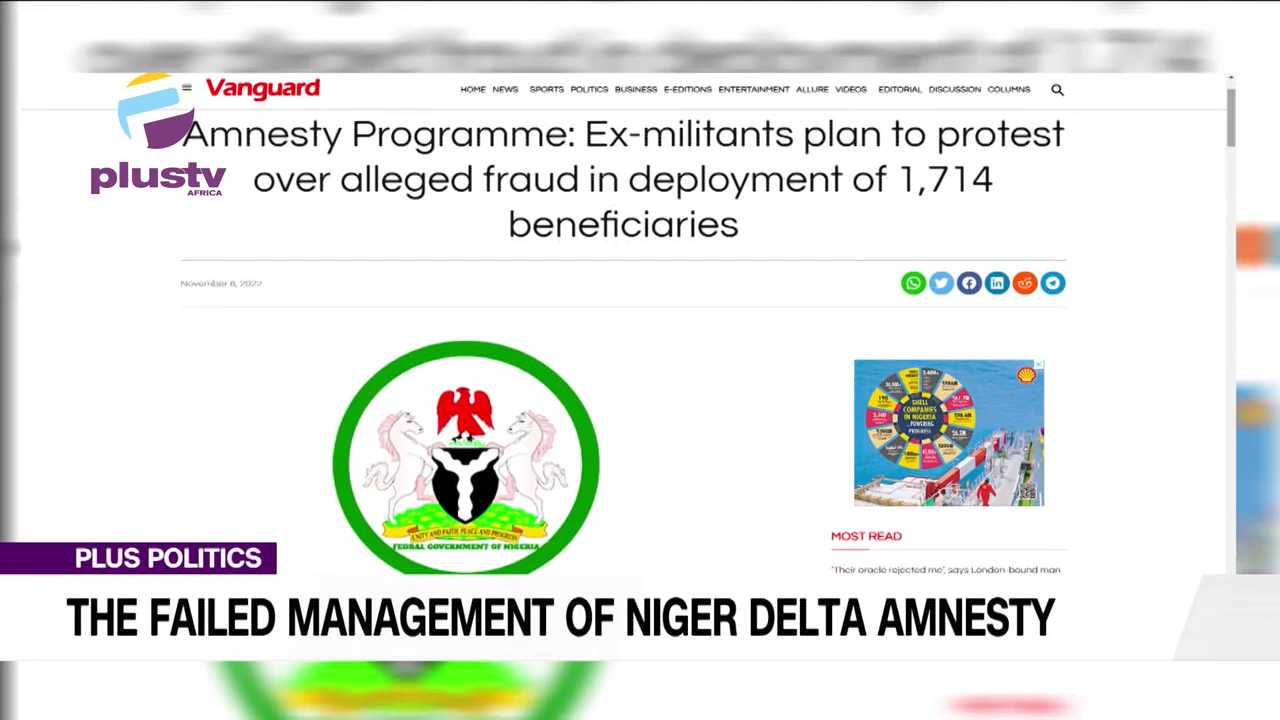 Vanguard
HOME NEWS SPORTS POLITICS BUSINESS E-EDITIONS ENTERTAINMENT ALLURE VIDEOS EDITORIAL DISCUSSION COLUMNS
plustv
AFRICA
Amnesty Programme: Ex-militants plan to protest
over alleged fraud in deployment of 1,714
beneficiaries
2022
SHELL
COMPANIES
IN NIGERIA
...POWERING
PROGRESS
UNITY AND FAITH, PEACE AND PROGRESS
FEDERAL GOVERNMENT OF NIGERIA
MOST READ
"Their oracle rejected me", says London-bound man
PLUS POLITICS
THE FAILED MANAGEMENT OF NIGER DELTA AMNESTY